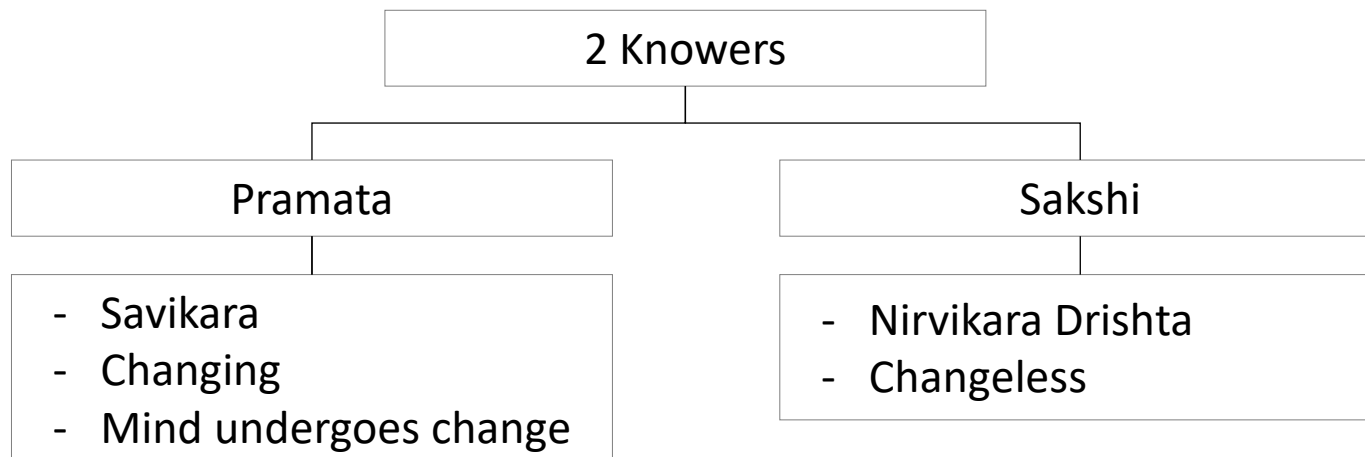 2 Knowers
Pramata
Sakshi
- Savikara
- Changing
- Mind undergoes change
- Nirvikara Drishta
- Changeless